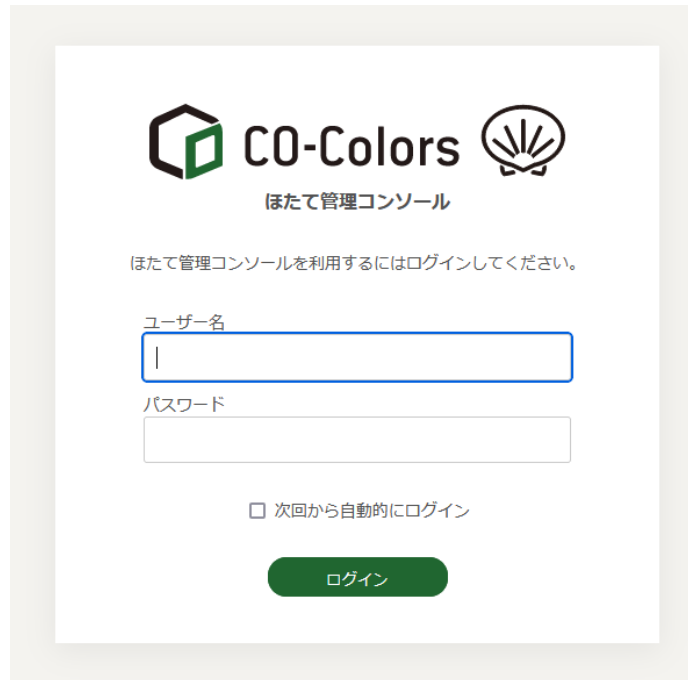 CO-Colors
ほたて管理コンソール
ほたて管理コンソールを利用するにはログインしてください。
ユーザー名
パスワード
次回から自動的にログイン
ログイン